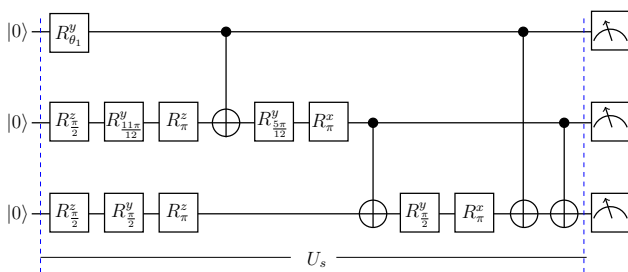 |0⟩ R^y_{θ_1}
|0⟩ R^z_{π/2} R^y_{11π/12} R^z_π R^y_{5π/12} R^x_π
|0⟩ R^z_{π/2} R^y_{π/2} R^z_π R^y_{π/2} R^x_π
U_s